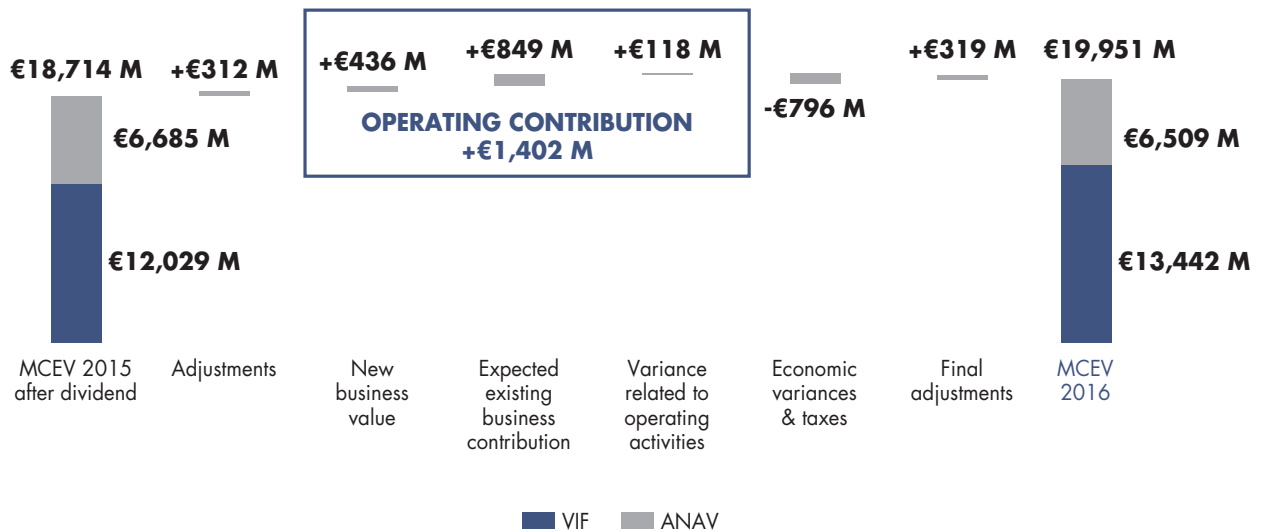 €18,714 M
+€312 M
+€436 M
+€849 M
+€118 M
-€796 M
+€319 M
€19,951 M
OPERATING CONTRIBUTION
+€1,402 M
€6,685 M
€12,029 M
€6,509 M
€13,442 M
MCEV 2015
after dividend
Adjustments
New
business
value
Expected
existing
business
contribution
Variance
related to
operating
activities
Economic
variances
& taxes
Final
adjustments
MCEV
2016
VIF
ANAV